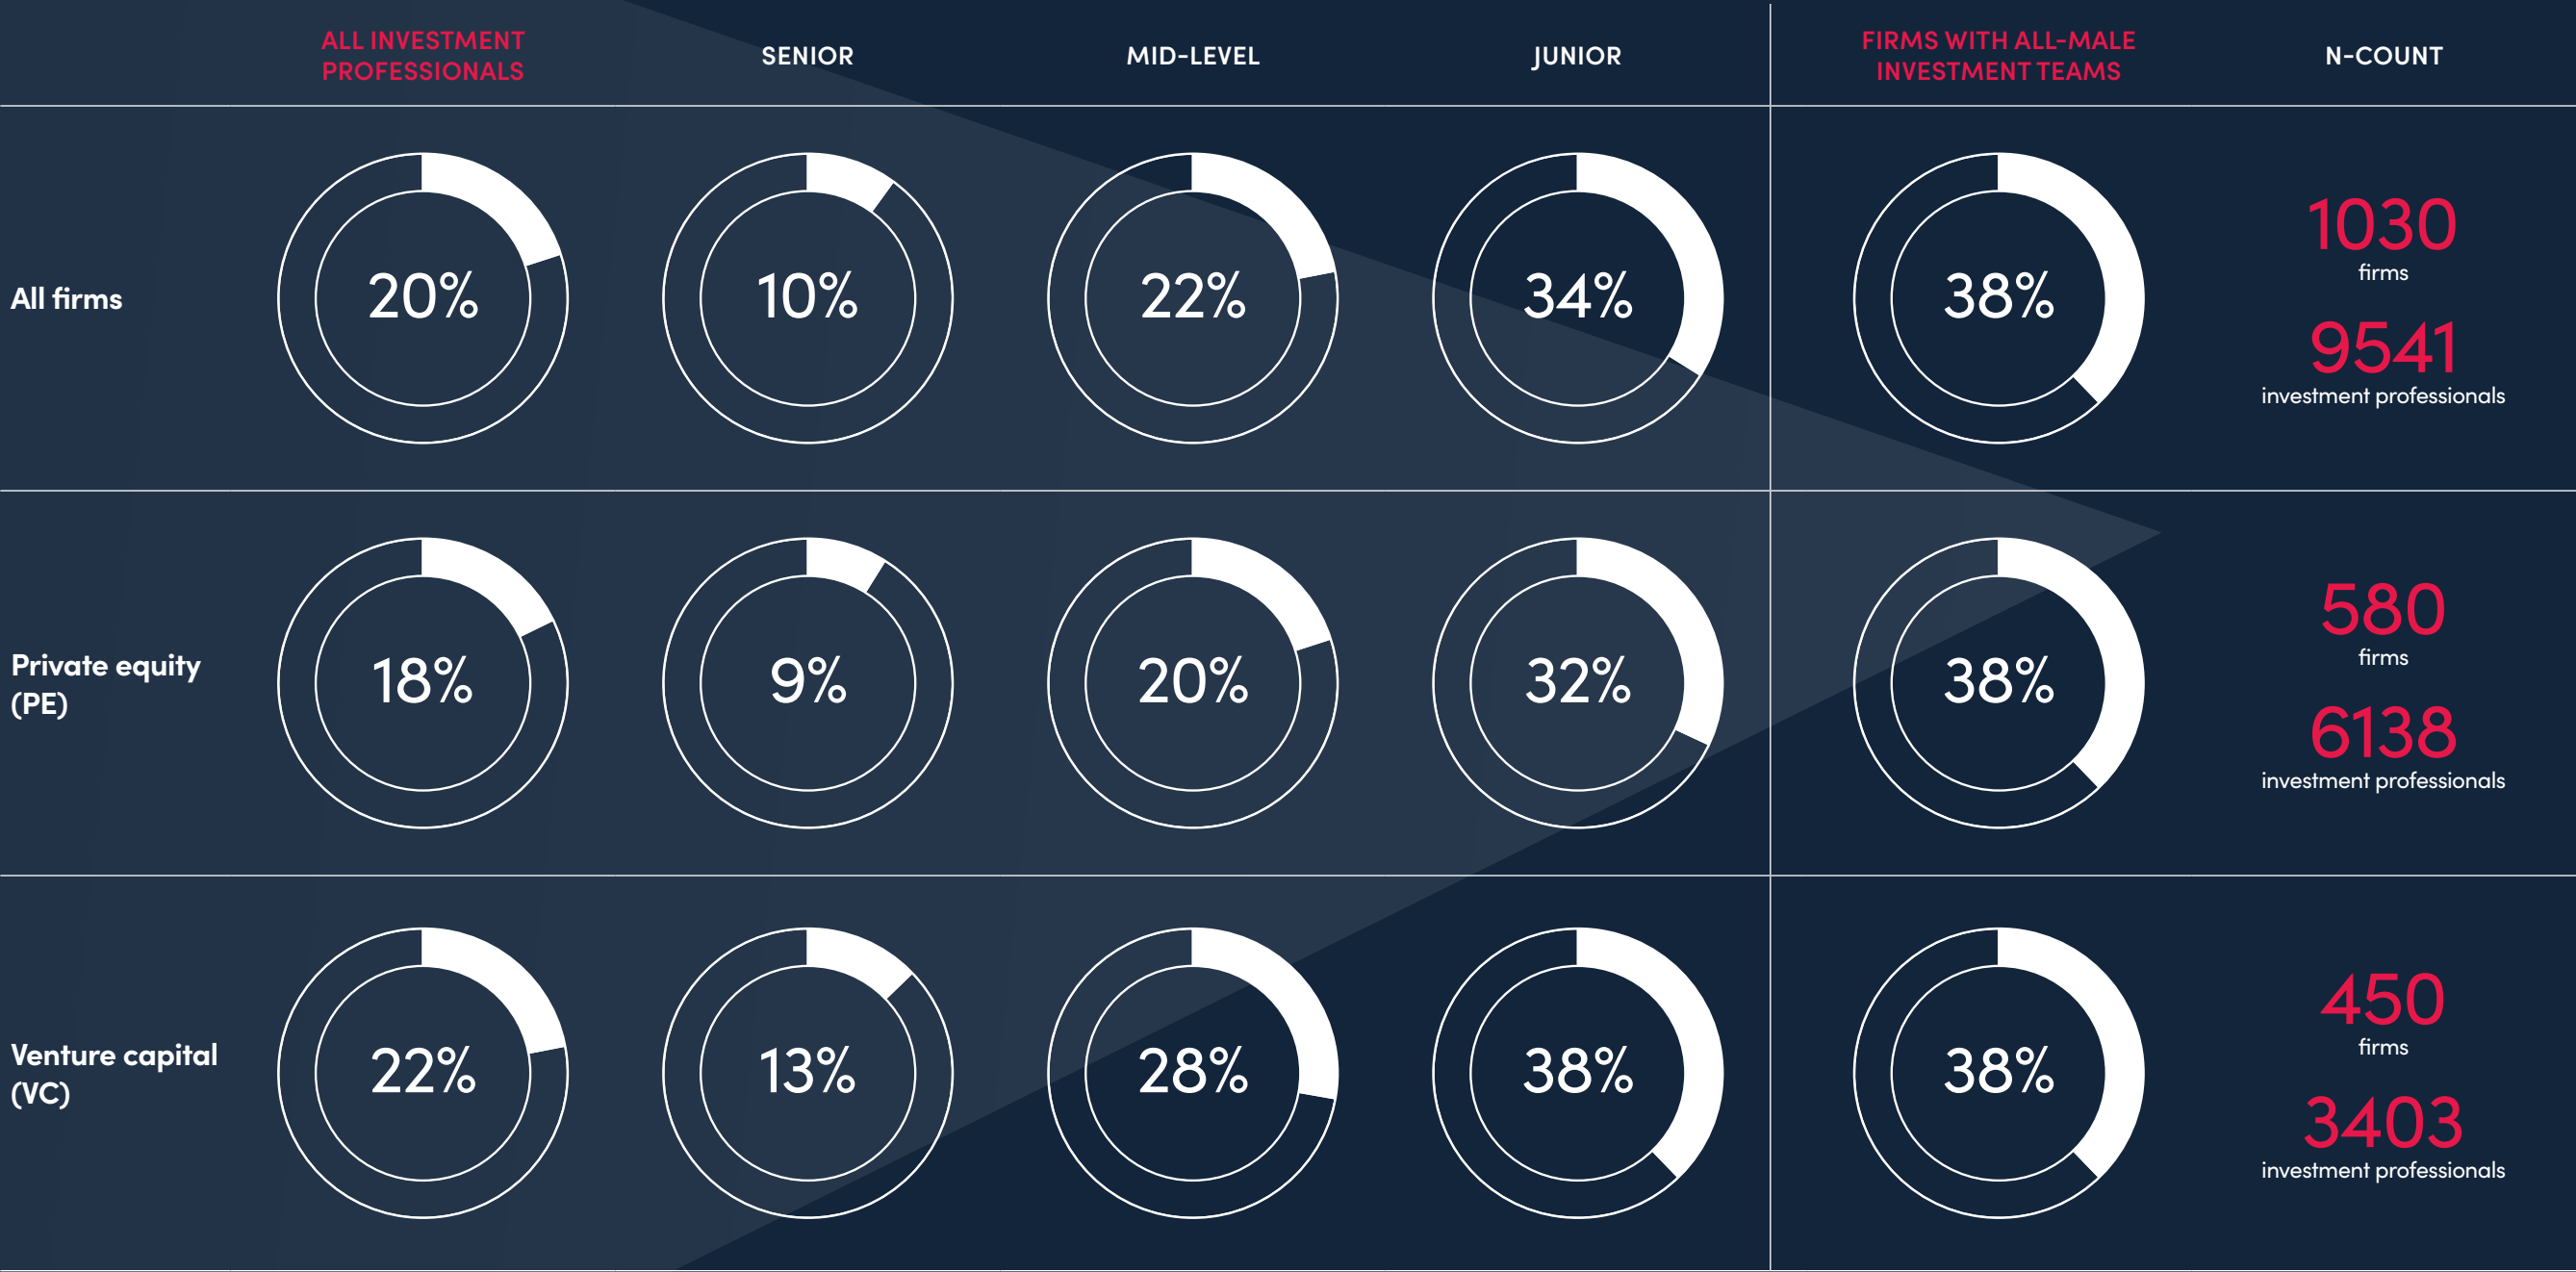 ALL INVESTMENT
PROFESSIONALS
SENIOR
MID-LEVEL
JUNIOR
FIRMS WITH ALL-MALE
INVESTMENT TEAMS
N-COUNT
All firms
20%
10%
22%
34%
38%
1030
firms
9541
investment professionals
Private equity
(PE)
18%
9%
20%
32%
38%
580
firms
6138
investment professionals
Venture capital
(VC)
22%
13%
28%
38%
38%
450
firms
3403
investment professionals